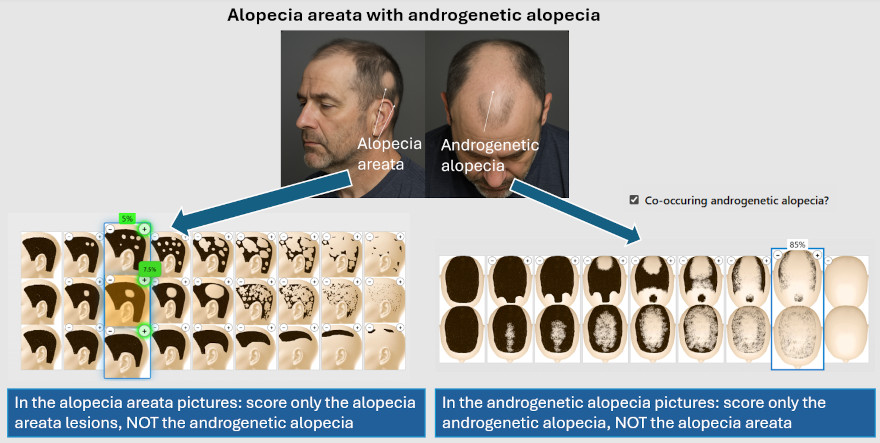 Alopecia areata with androgenetic alopecia
Alopecia
areata
Androgenetic
alopecia
Co-occuring androgenetic alopecia?
5%
7.5%
85%
In the alopecia areata pictures: score only the alopecia
areata lesions, NOT the androgenetic alopecia
In the androgenetic alopecia pictures: score only the
androgenetic alopecia, NOT the alopecia areata